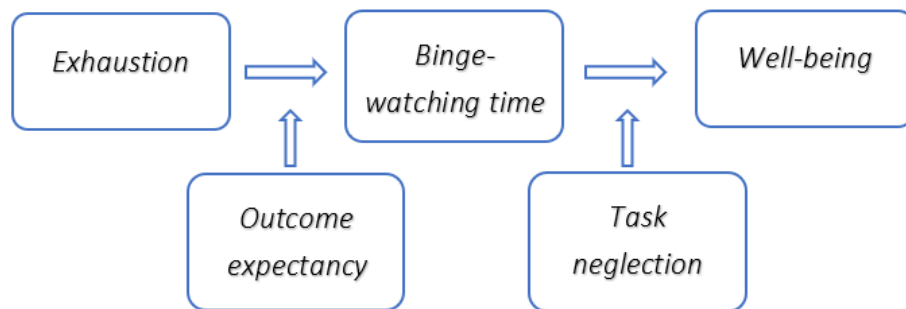 Exhaustion
Binge-
watching time
Well-being
Outcome
expectancy
Task
neglection